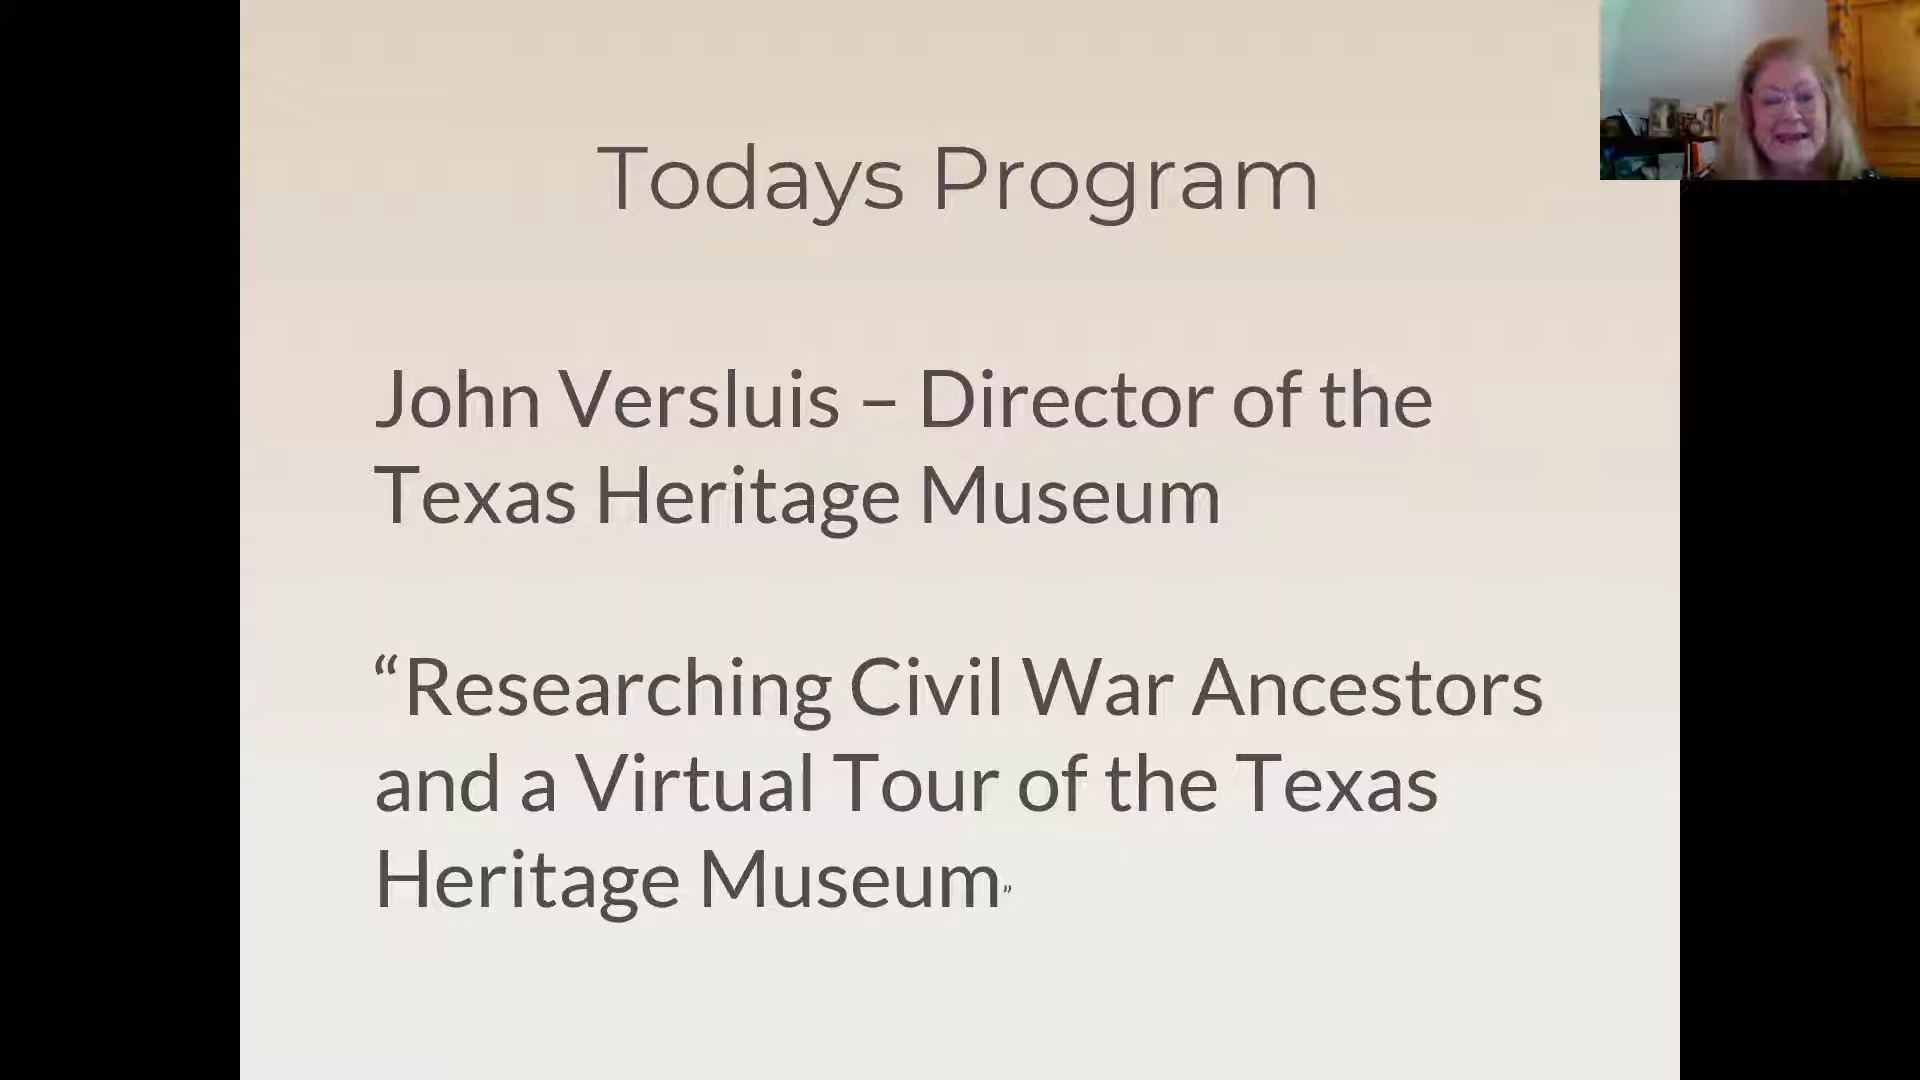 Todays Program
John Versluis – Director of the
Texas Heritage Museum
“Researching Civil War Ancestors
and a Virtual Tour of the Texas
Heritage Museum”